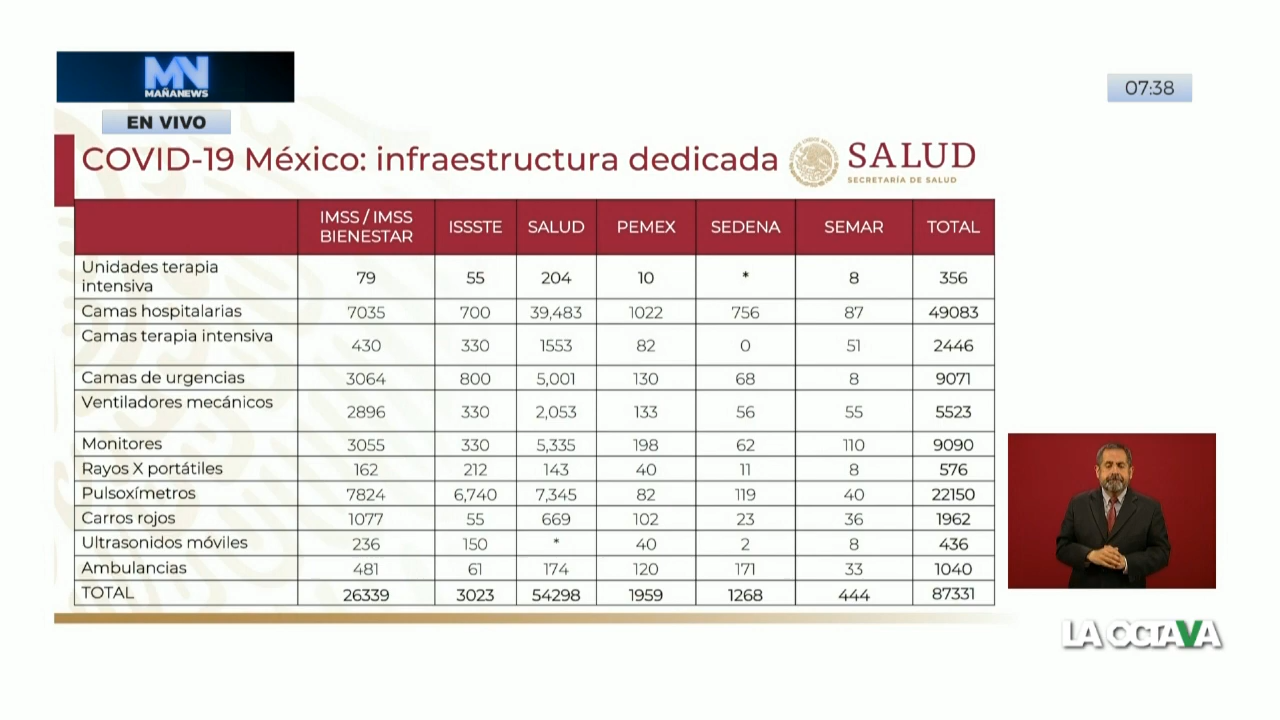 MN
MAÑANEWS
07:38
EN VIVO
COVID-19 México: infraestructura dedicada
SALUD
SECRETARÍA DE SALUD
IMSS / IMSS BIENESTAR ISSSTE SALUD PEMEX SEDENA SEMAR TOTAL
Unidades terapia intensiva 79 55 204 10 * 8 356
Camas hospitalarias 7035 700 39,483 1022 756 87 49083
Camas terapia intensiva 430 330 1553 82 0 51 2446
Camas de urgencias 3064 800 5,001 130 68 8 9071
Ventiladores mecánicos 2896 330 2,053 133 56 55 5523
Monitores 3055 330 5,335 198 62 110 9090
Rayos X portátiles 162 212 143 40 11 8 576
Pulsoxímetros 7824 6,740 7,345 82 119 40 22150
Carros rojos 1077 55 669 102 23 36 1962
Ultrasonidos móviles 236 150 * 40 2 8 436
Ambulancias 481 61 174 120 171 33 1040
TOTAL 26339 3023 54298 1959 1268 444 87331
LA OCTAVA